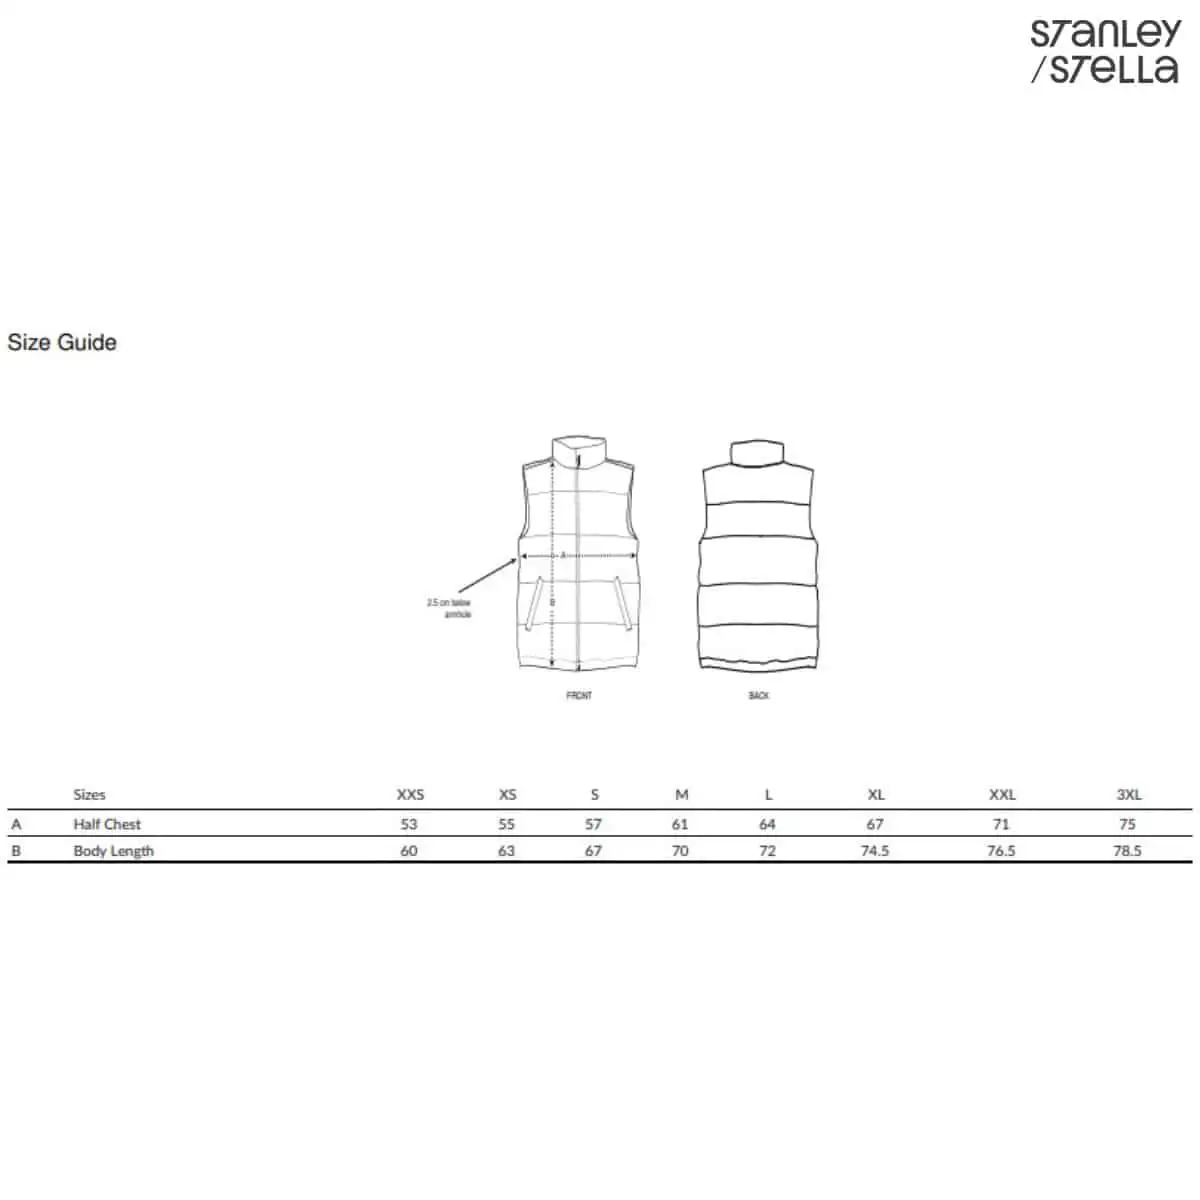 STANLEY
/STELLA
Size Guide
A
2.5 cm below
armhole
B
FRONT
BACK
Sizes XXS XS S M L XL XXL 3XL
A Half Chest 53 55 57 61 64 67 71 75
B Body Length 60 63 67 70 72 74.5 76.5 78.5